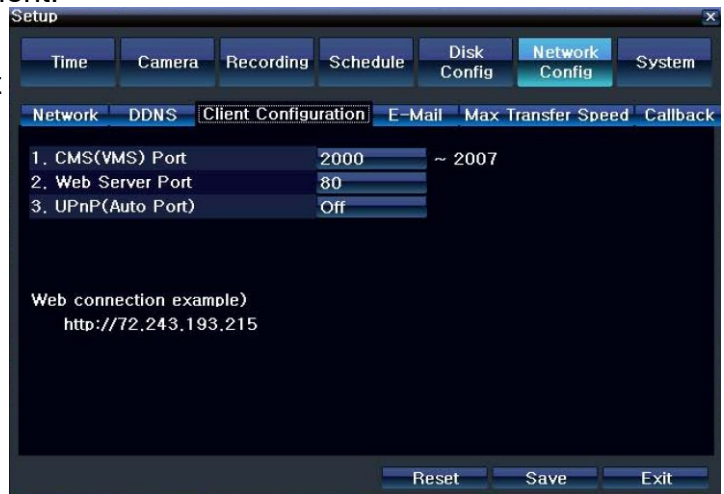 ent.
Setup
Time Camera Recording Schedule Disk Config Network Config System
Network DDNS Client Configuration E-Mail Max Transfer Speed Callback
1. CMS(VMS) Port 2000 ~ 2007
2. Web Server Port 80
3. UPnP(Auto Port) Off
Web connection example)
http://72.243.193.215
Reset Save Exit